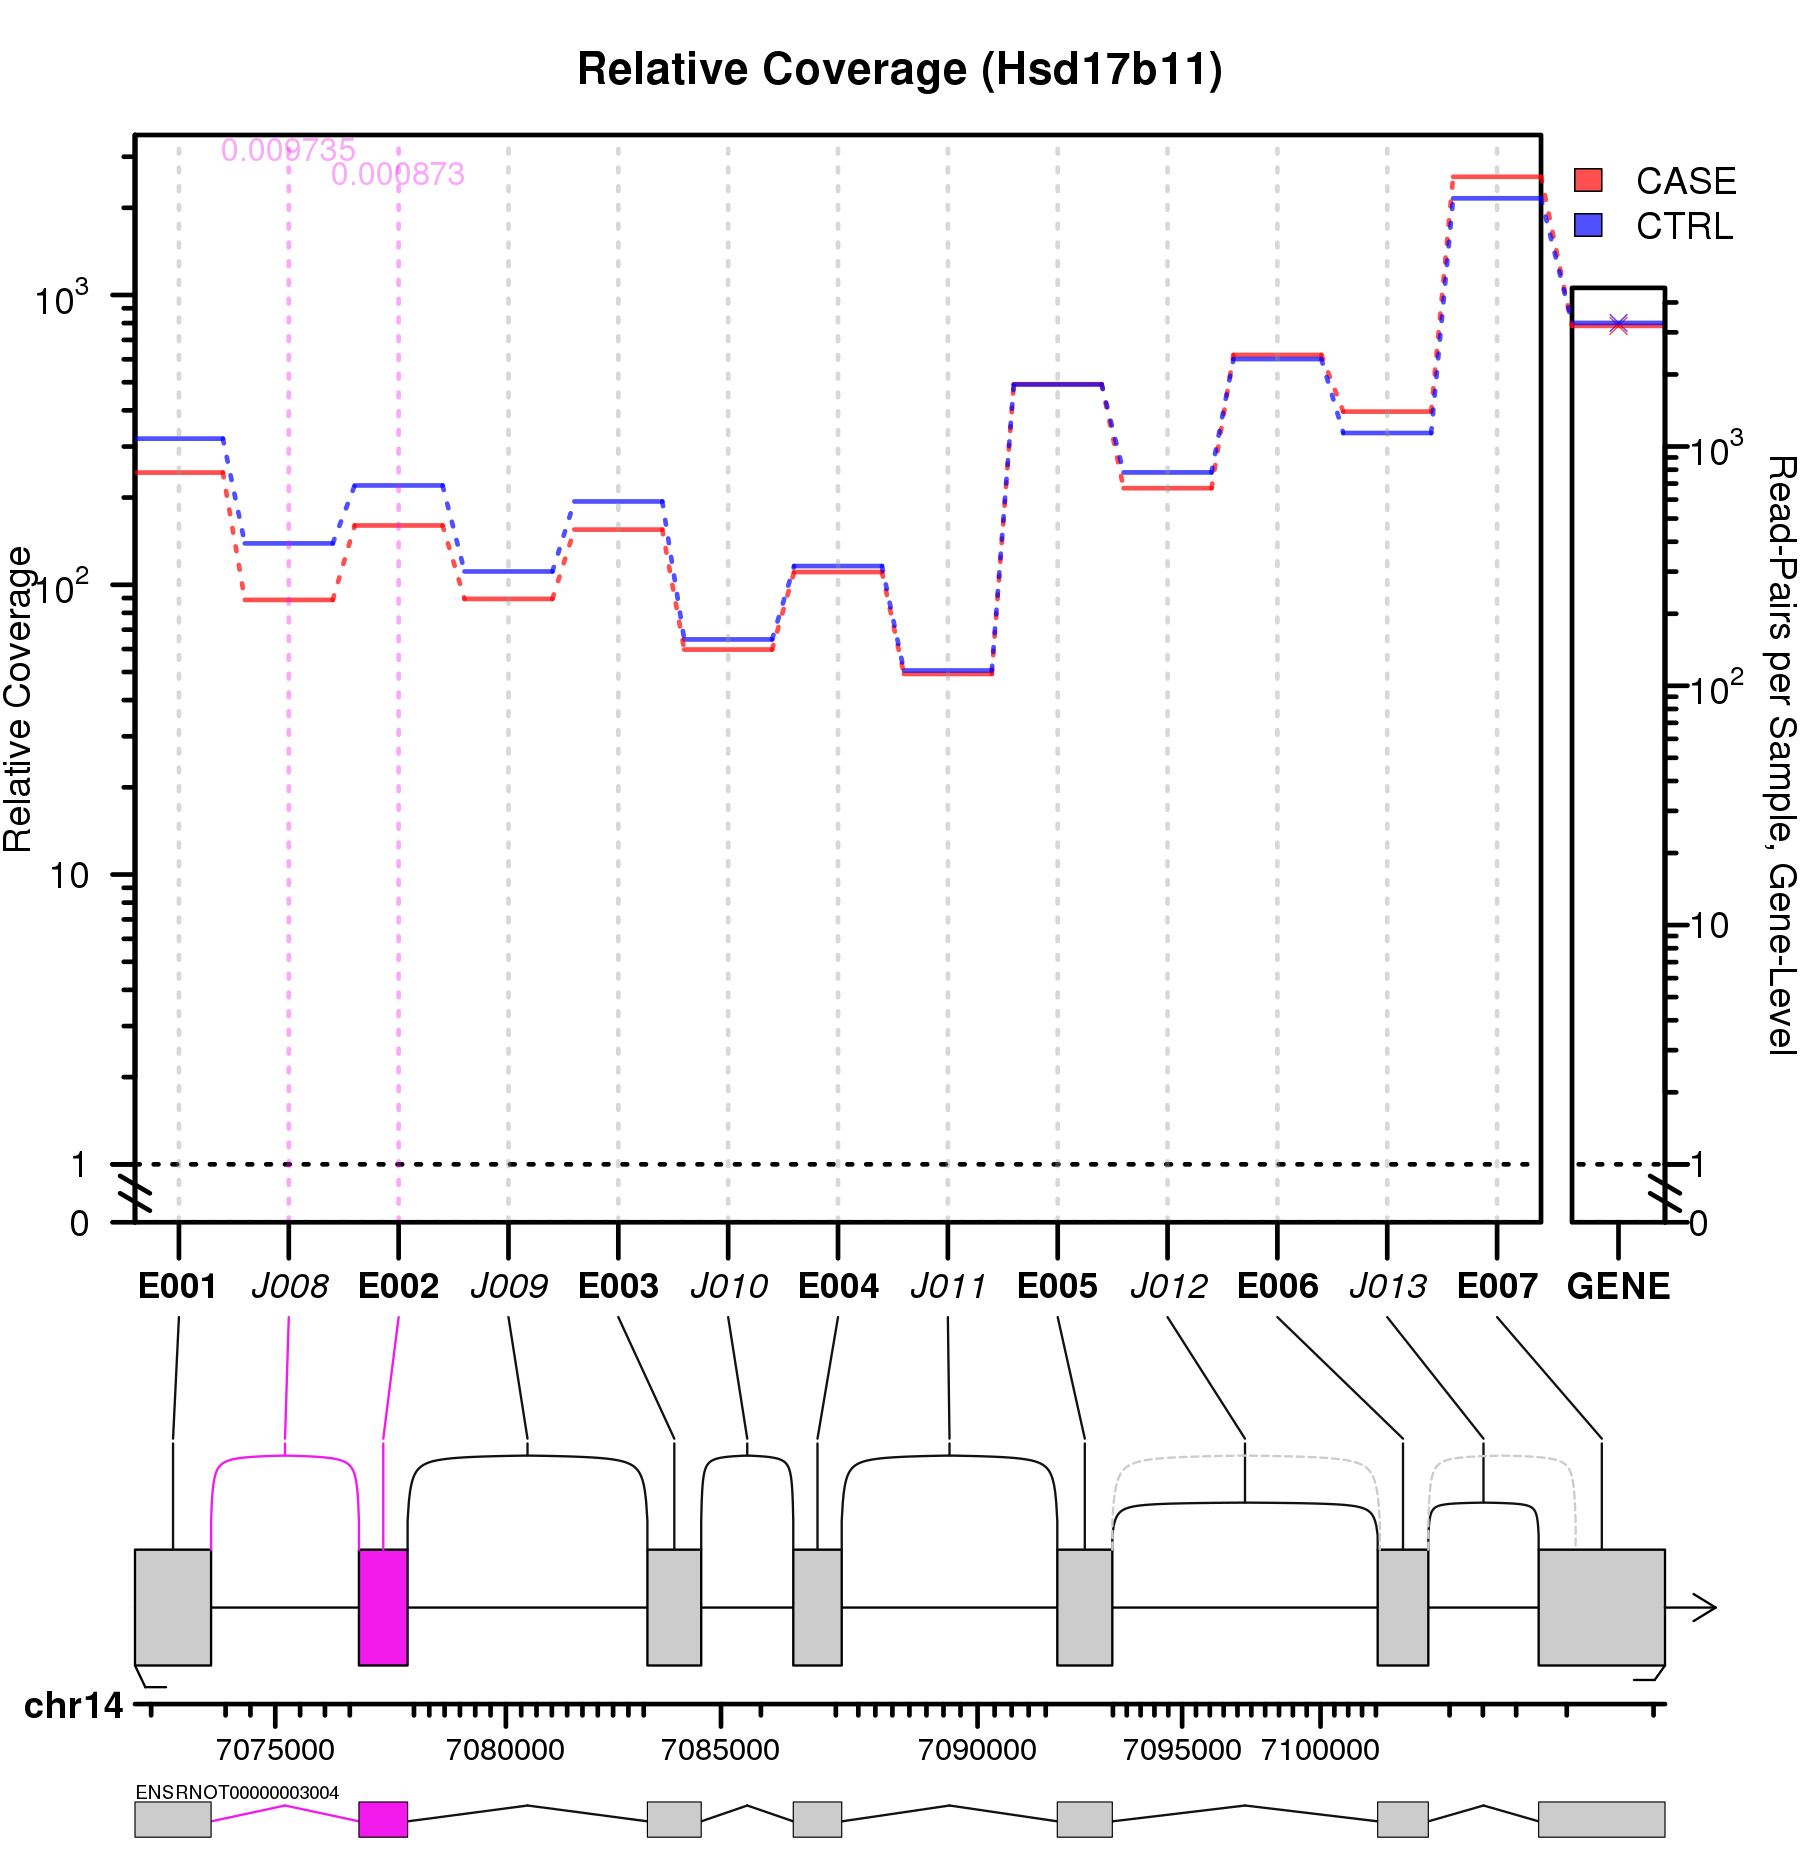 Relative Coverage (Hsd17b11)
0.009735
0.000873
CASE
CTRL
10³
10²
10
1
0
Relative Coverage
10³
10²
10
1
0
Read-Pairs per Sample, Gene-Level
E001 J008 E002 J009 E003 J010 E004 J011 E005 J012 E006 J013 E007 GENE
chr14
7075000 7080000 7085000 7090000 7095000 7100000
ENSRNOT00000003004